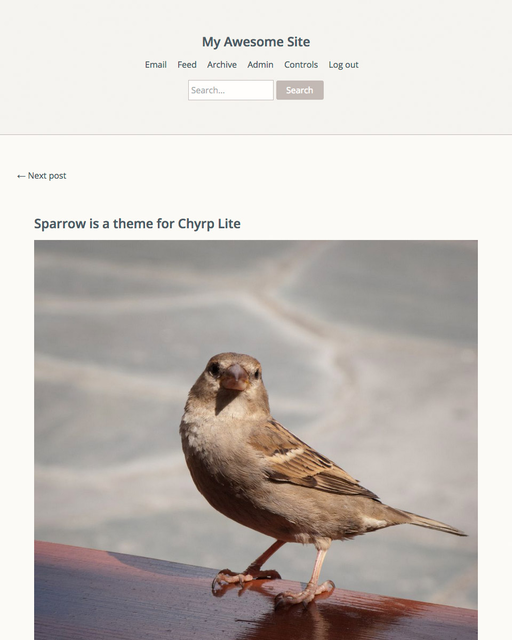 My Awesome Site
Email Feed Archive Admin Controls Log out
Search... Search
← Next post
Sparrow is a theme for Chyrp Lite